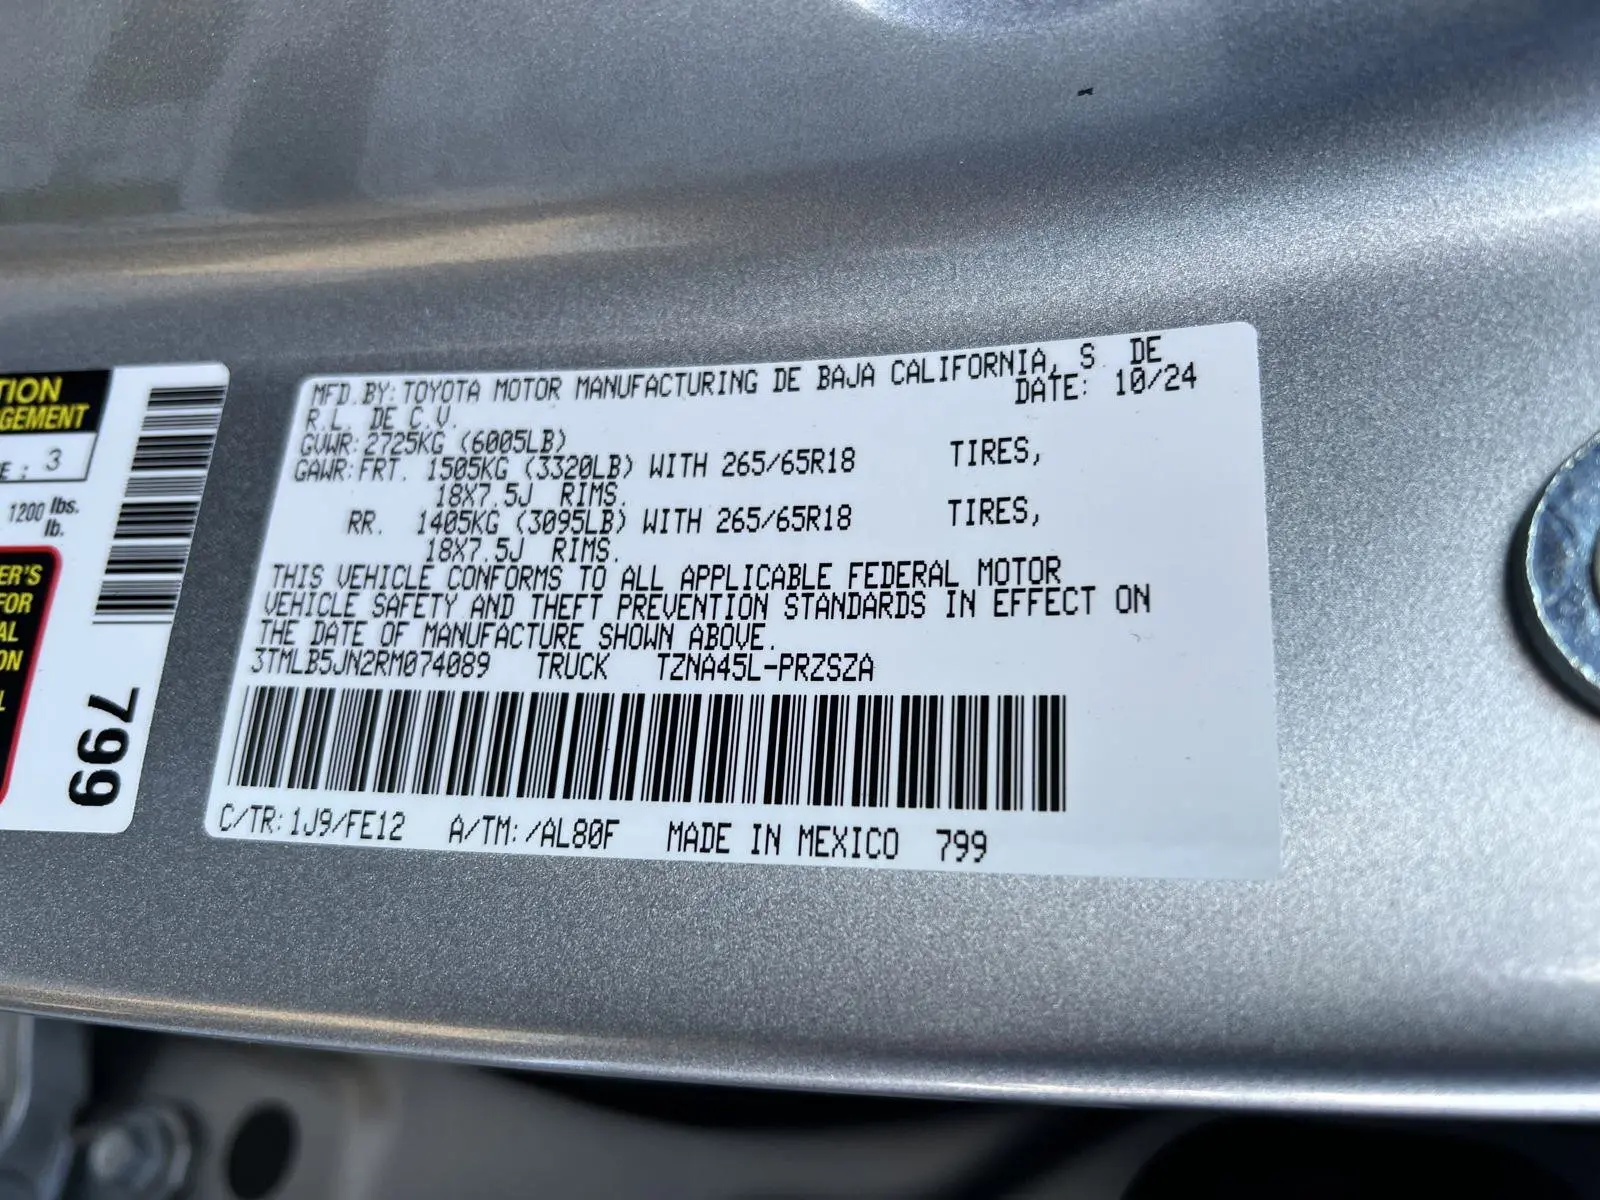 TION
GEMENT
E : 3
1200 lbs.
lb.
ER'S
FOR
AL
ON
L
799
MFD.BY:TOYOTA MOTOR MANUFACTURING DE BAJA CALIFORNIA, S DE
R.L. DE C.V. DATE: 10/24
GVWR:2725KG (6005LB)
GAWR:FRT. 1505KG (3320LB) WITH 265/65R18 TIRES,
18X7.5J RIMS.
RR. 1405KG (3095LB) WITH 265/65R18 TIRES,
18X7.5J RIMS.
THIS VEHICLE CONFORMS TO ALL APPLICABLE FEDERAL MOTOR
VEHICLE SAFETY AND THEFT PREVENTION STANDARDS IN EFFECT ON
THE DATE OF MANUFACTURE SHOWN ABOVE.
3TMLB5JN2RM074089 TRUCK TZNA45L-PRZSZA
C/TR:1J9/FE12 A/TM:/AL80F MADE IN MEXICO 799